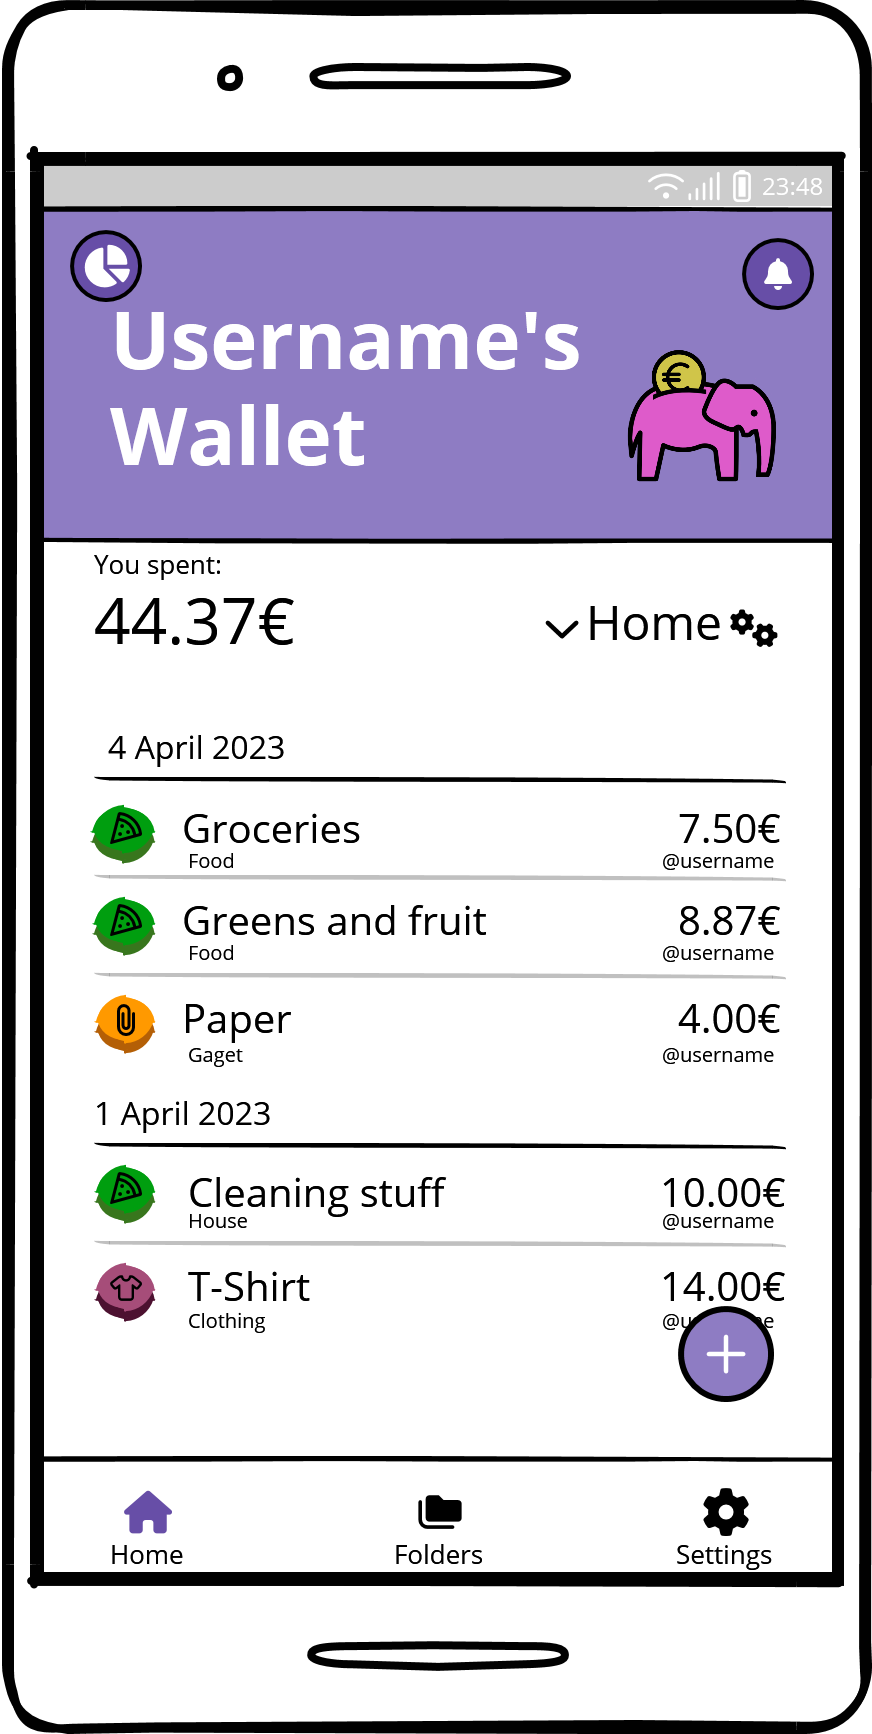 23:48
Username's
Wallet
You spent:
44.37€
Home
4 April 2023
Groceries 7.50€
Food @username
Greens and fruit 8.87€
Food @username
Paper 4.00€
Gaget @username
1 April 2023
Cleaning stuff 10.00€
House @username
T-Shirt 14.00€
Clothing
Home Folders Settings